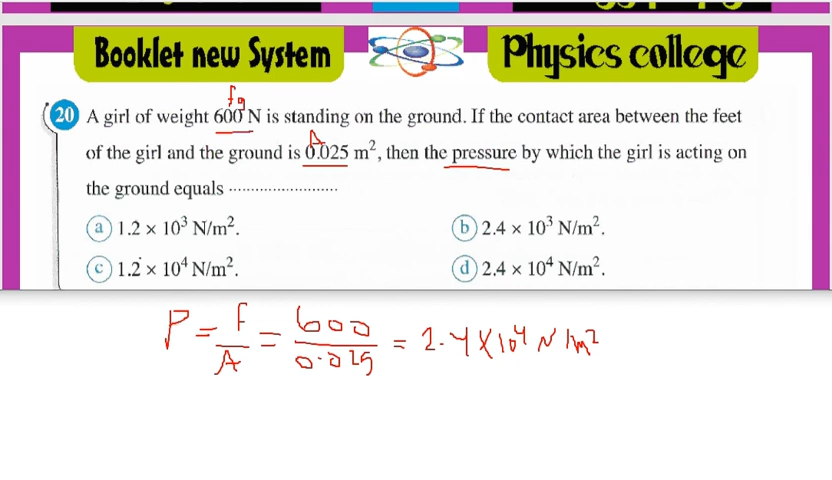 Booklet new System
Physics college
fg
20 A girl of weight 600 N is standing on the ground. If the contact area between the feet
A
of the girl and the ground is 0.025 m², then the pressure by which the girl is acting on
the ground equals ........................
a 1.2 × 10³ N/m².
b 2.4 × 10³ N/m².
c 1.2 × 10⁴ N/m².
d 2.4 × 10⁴ N/m².
P = f/A = 600/0.025 = 2.4 × 10⁴ N/m²